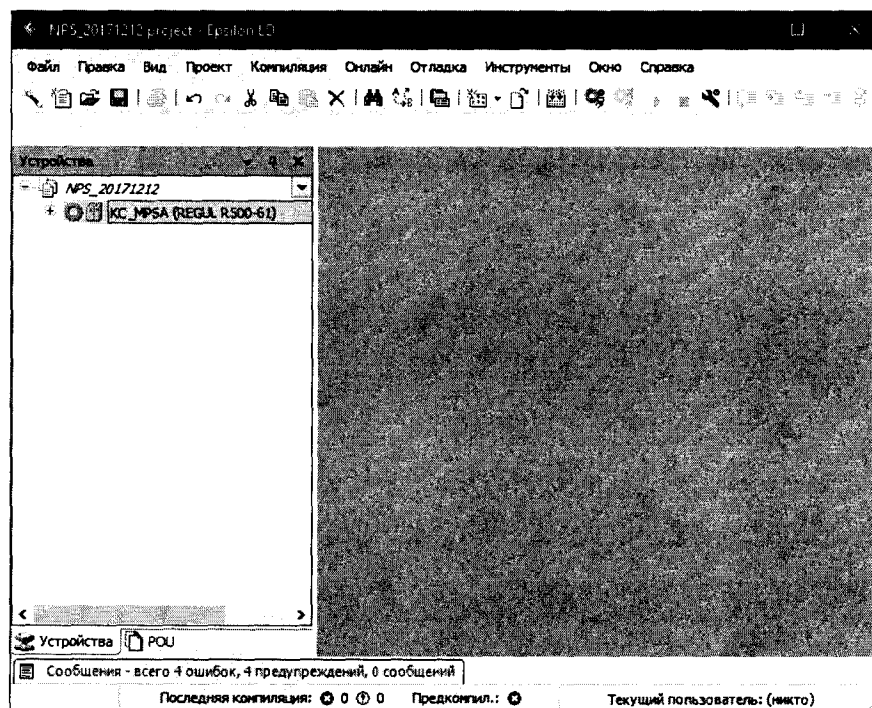 NPS_20171212.project - Epsilon LD
Файл Правка Вид Проект Компиляция Онлайн Отладка Инструменты Окно Справка
Устройства
NPS_20171212
KC_MPSA (REGUL R500-61)
Устройства POU
Сообщения - всего 4 ошибок, 4 предупреждений, 0 сообщений
Последняя компиляция: 0 0 Предкомпил.: Текущий пользователь: (никто)